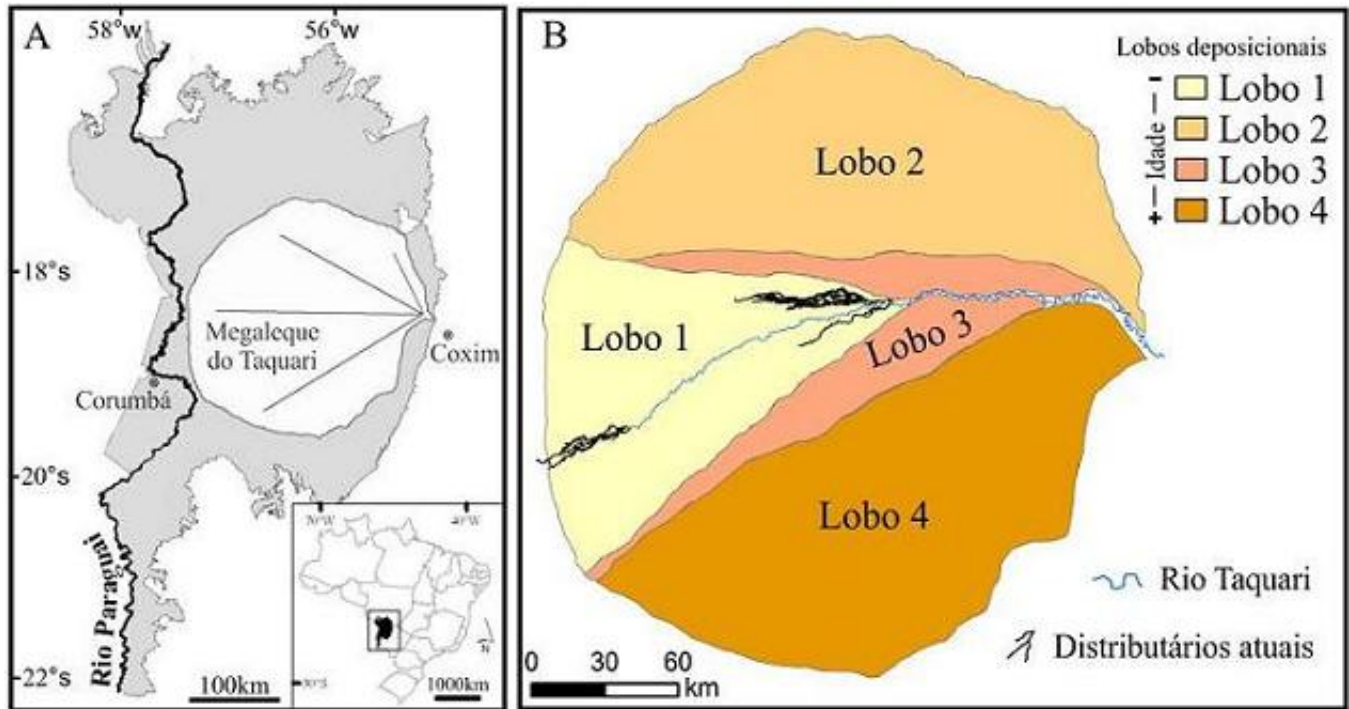 A
58°w
56°w
18°s
20°s
22°s
Megaleque
do Taquari
Coxim
Corumbá
Rio Paraguai
100km
40°W
N
1000km
B
Lobos deposicionais
- Idade +
Lobo 1
Lobo 2
Lobo 3
Lobo 4
Lobo 2
Lobo 1
Lobo 3
Lobo 4
Rio Taquari
Distributários atuais
0 30 60
km